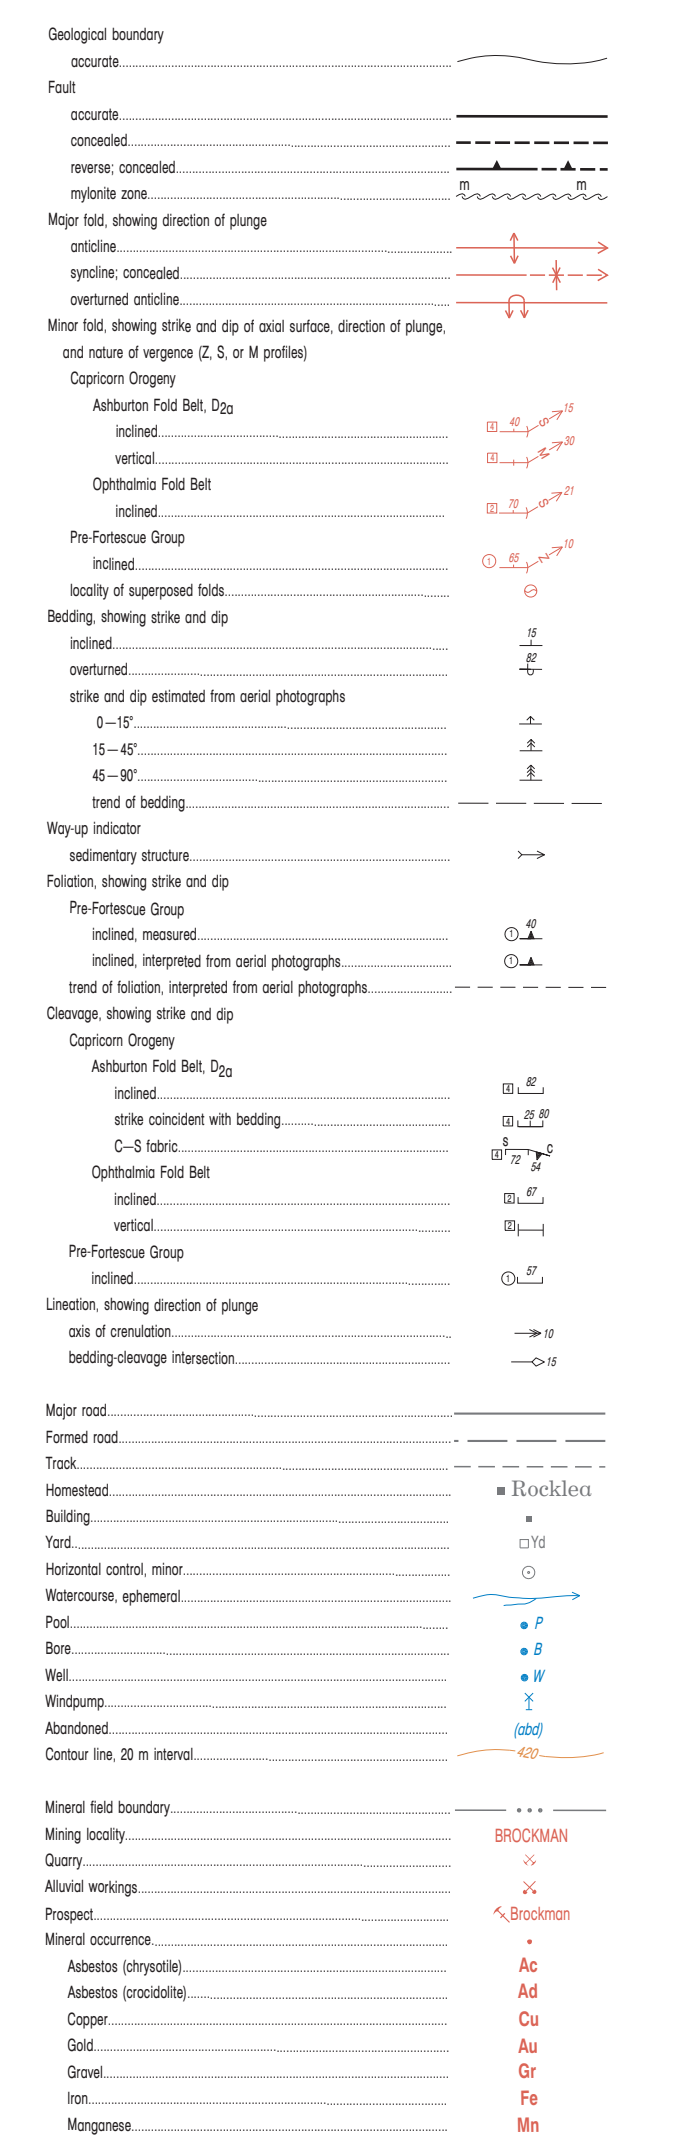 Geological boundary
accurate
Fault
accurate
concealed
reverse; concealed
mylonite zone m m
Major fold, showing direction of plunge
anticline
syncline; concealed
overturned anticline
Minor fold, showing strike and dip of axial surface, direction of plunge,
and nature of vergence (Z, S, or M profiles)
Capricorn Orogeny
Ashburton Fold Belt, D2a
inclined 4 40 S 15
vertical 4 M 30
Ophthalmia Fold Belt
inclined 2 70 S 21
Pre-Fortescue Group
inclined 1 65 Z 10
locality of superposed folds
Bedding, showing strike and dip
inclined 15
overturned 82
strike and dip estimated from aerial photographs
0—15°
15—45°
45—90°
trend of bedding
Way-up indicator
sedimentary structure
Foliation, showing strike and dip
Pre-Fortescue Group
inclined, measured 1 40
inclined, interpreted from aerial photographs 1
trend of foliation, interpreted from aerial photographs
Cleavage, showing strike and dip
Capricorn Orogeny
Ashburton Fold Belt, D2a
inclined 4 82
strike coincident with bedding 4 25 80
C—S fabric 4 S 72 54 C
Ophthalmia Fold Belt
inclined 2 67
vertical 2
Pre-Fortescue Group
inclined 1 57
Lineation, showing direction of plunge
axis of crenulation 10
bedding-cleavage intersection 15
Major road
Formed road
Track
Homestead Rocklea
Building
Yard Yd
Horizontal control, minor
Watercourse, ephemeral
Pool P
Bore B
Well W
Windpump
Abandoned (abd)
Contour line, 20 m interval 420
Mineral field boundary
Mining locality BROCKMAN
Quarry
Alluvial workings
Prospect Brockman
Mineral occurrence
Asbestos (chrysotile) Ac
Asbestos (crocidolite) Ad
Copper Cu
Gold Au
Gravel Gr
Iron Fe
Manganese Mn